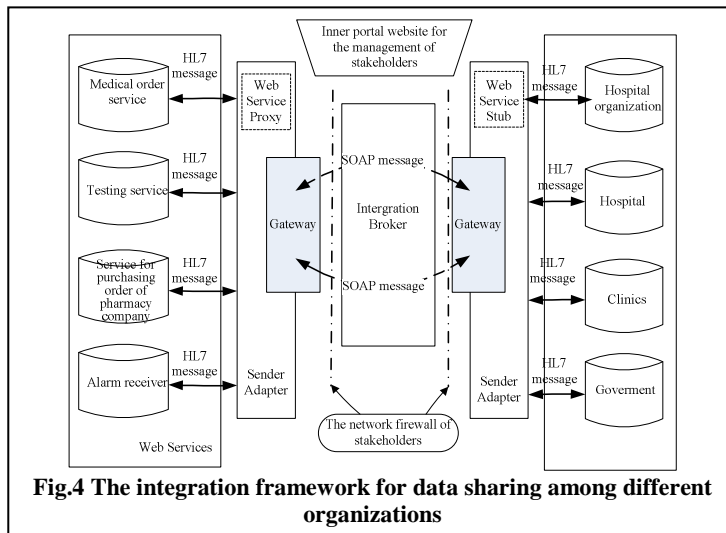 Inner portal website for
the management of
stakeholders
HL7
message
Medical order
service
HL7
message
Testing service
HL7
message
Service for
purchasing
order of
pharmacy
company
HL7
message
Alarm receiver
Web Services
Web
Service
Proxy
Gateway
Sender
Adapter
SOAP message
Intergration
Broker
SOAP message
The network firewall of
stakeholders
Web
Service
Stub
Gateway
Sender
Adapter
HL7
message
Hospital
organization
HL7
message
Hospital
HL7
message
Clinics
HL7
message
Goverment
Fig.4 The integration framework for data sharing among different
organizations